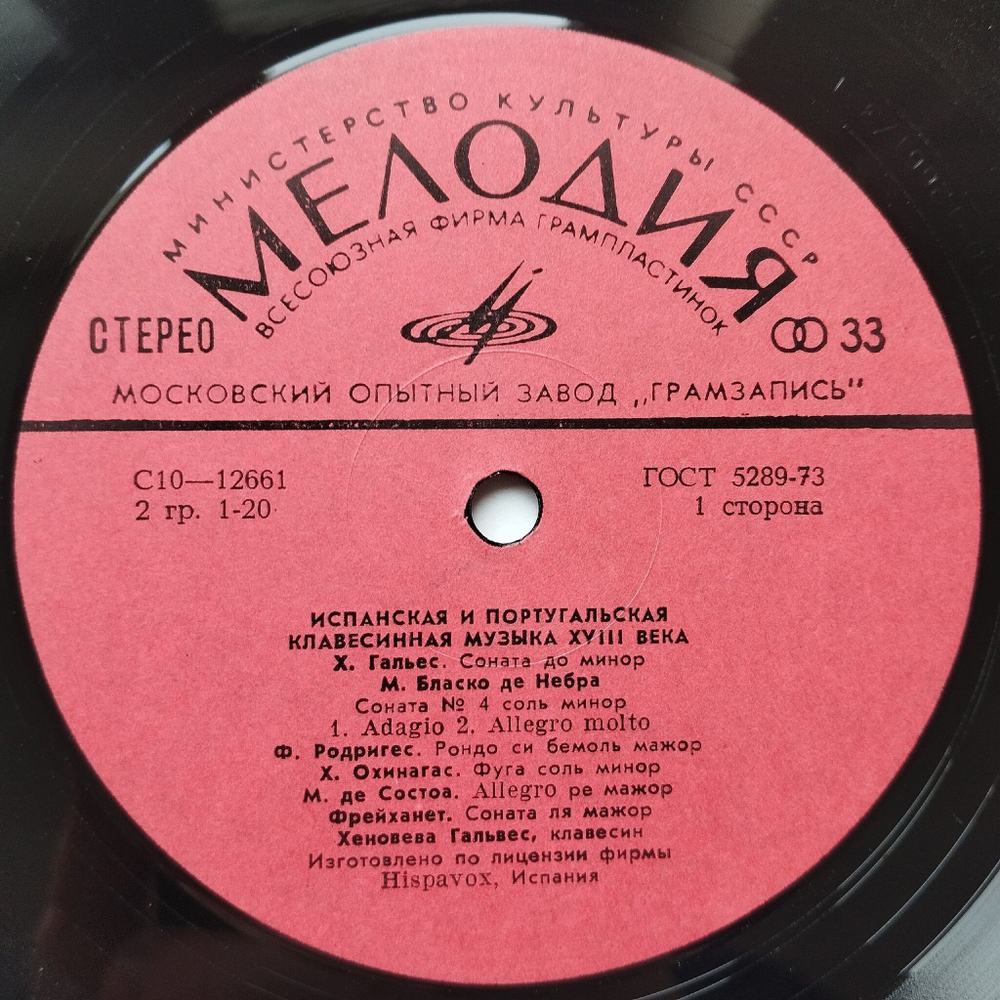 МИНИСТЕРСТВО КУЛЬТУРЫ СССР
МЕЛОДИЯ
ВСЕСОЮЗНАЯ ФИРМА ГРАМПЛАСТИНОК
СТЕРЕО
33
МОСКОВСКИЙ ОПЫТНЫЙ ЗАВОД „ГРАМЗАПИСЬ"
С10—12661
ГОСТ 5289-73
2 гр. 1-20
1 сторона
ИСПАНСКАЯ И ПОРТУГАЛЬСКАЯ
КЛАВЕСИННАЯ МУЗЫКА XVIII ВЕКА
Х. Гальес. Соната до минор
М. Бласко де Небра
Соната № 4 соль минор
1. Adagio 2. Allegro molto
Ф. Родригес. Рондо си бемоль мажор
Х. Охинагас. Фуга соль минор
М. де Состоа. Allegro ре мажор
Фрейханет. Соната ля мажор
Хеновева Гальвес, клавесин
Изготовлено по лицензии фирмы
Hispavox, Испания